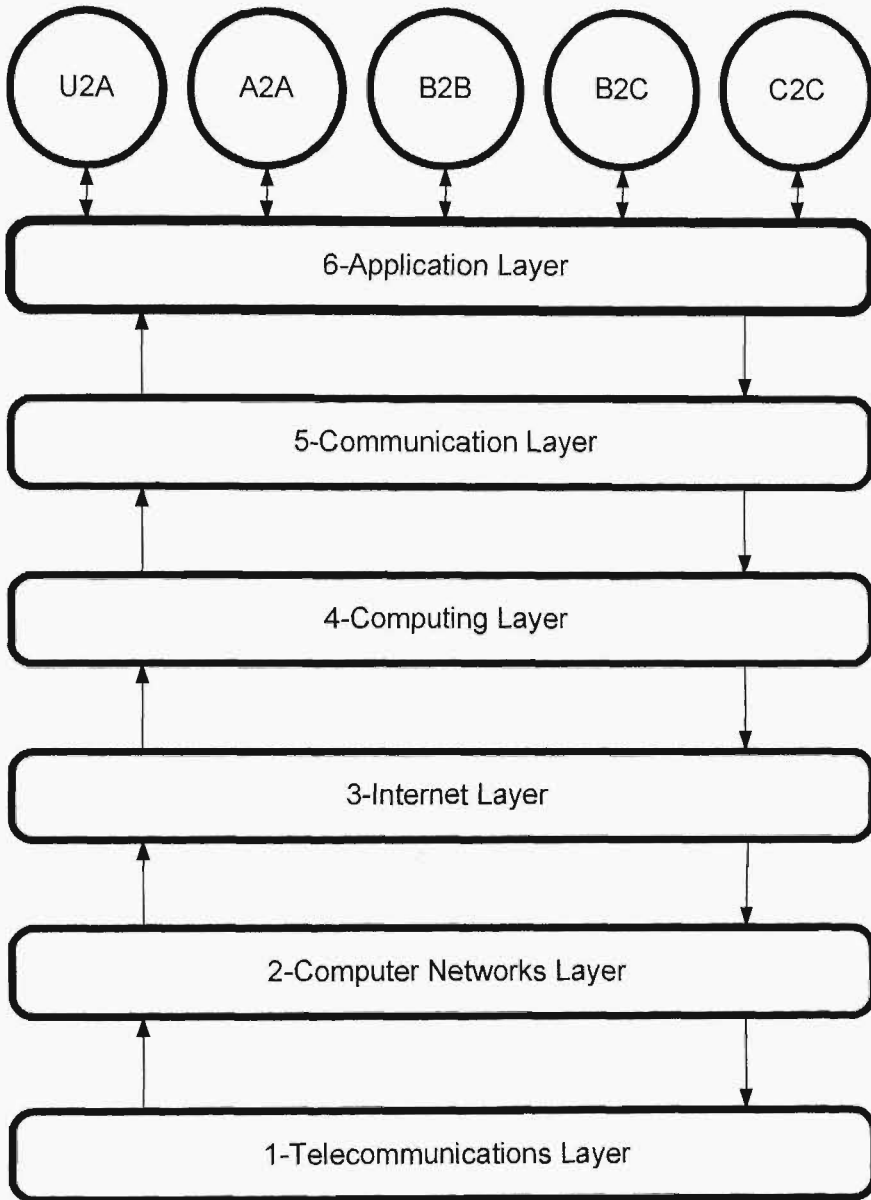 U2A
A2A
B2B
B2C
C2C
6-Application Layer
5-Communication Layer
4-Computing Layer
3-Internet Layer
2-Computer Networks Layer
1-Telecommunications Layer